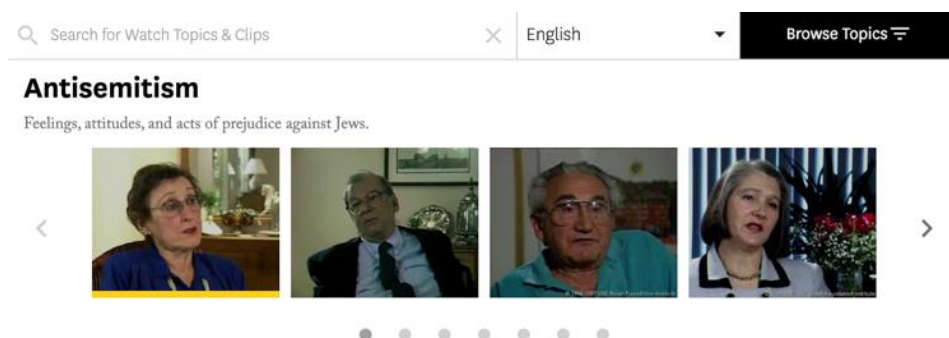 Search for Watch Topics & Clips
English
Browse Topics
Antisemitism
Feelings, attitudes, and acts of prejudice against Jews.